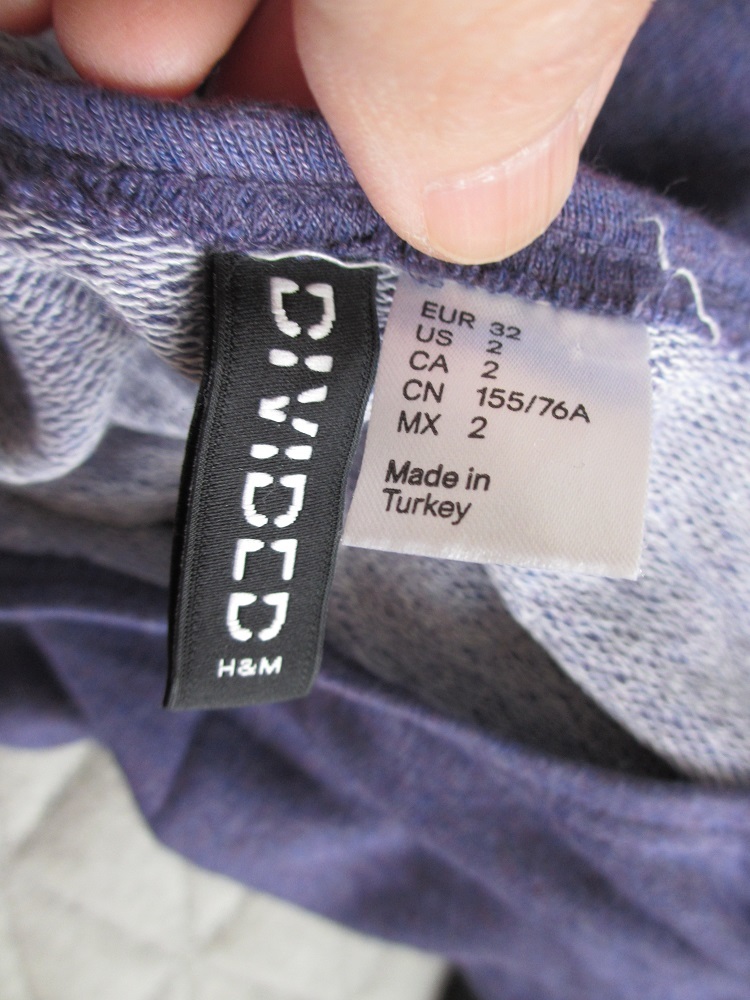 DIVIDED
H&M
EUR 32
US 2
CA 2
CN 155/76A
MX 2
Made in
Turkey